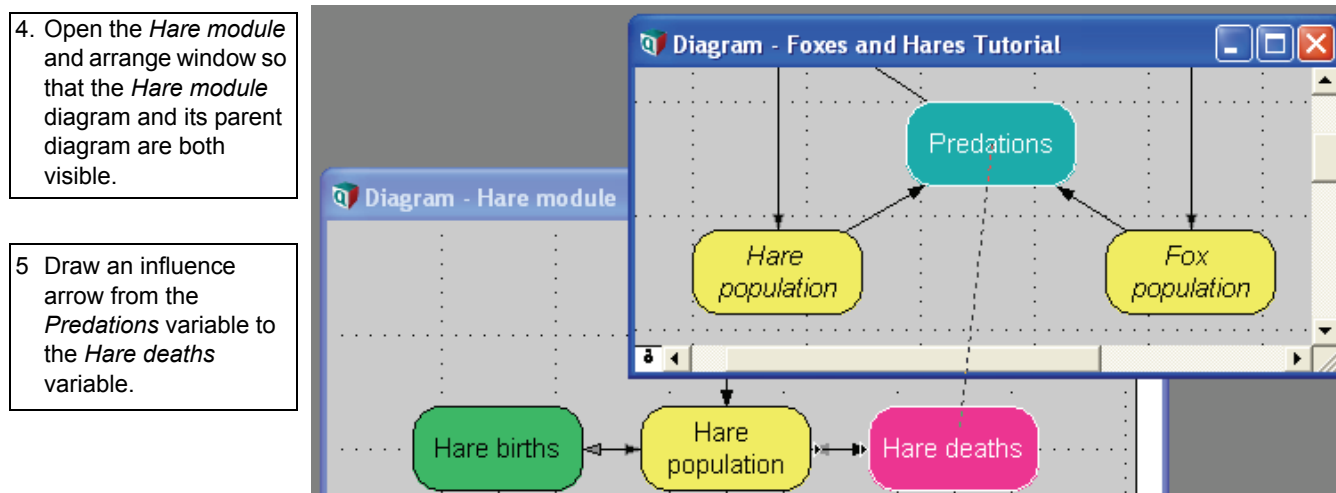 4. Open the Hare module
and arrange window so
that the Hare module
diagram and its parent
diagram are both
visible.
5 Draw an influence
arrow from the
Predations variable to
the Hare deaths
variable.
Diagram - Foxes and Hares Tutorial
Predations
Hare
population
Fox
population
Diagram - Hare module
Hare births
Hare
population
Hare deaths